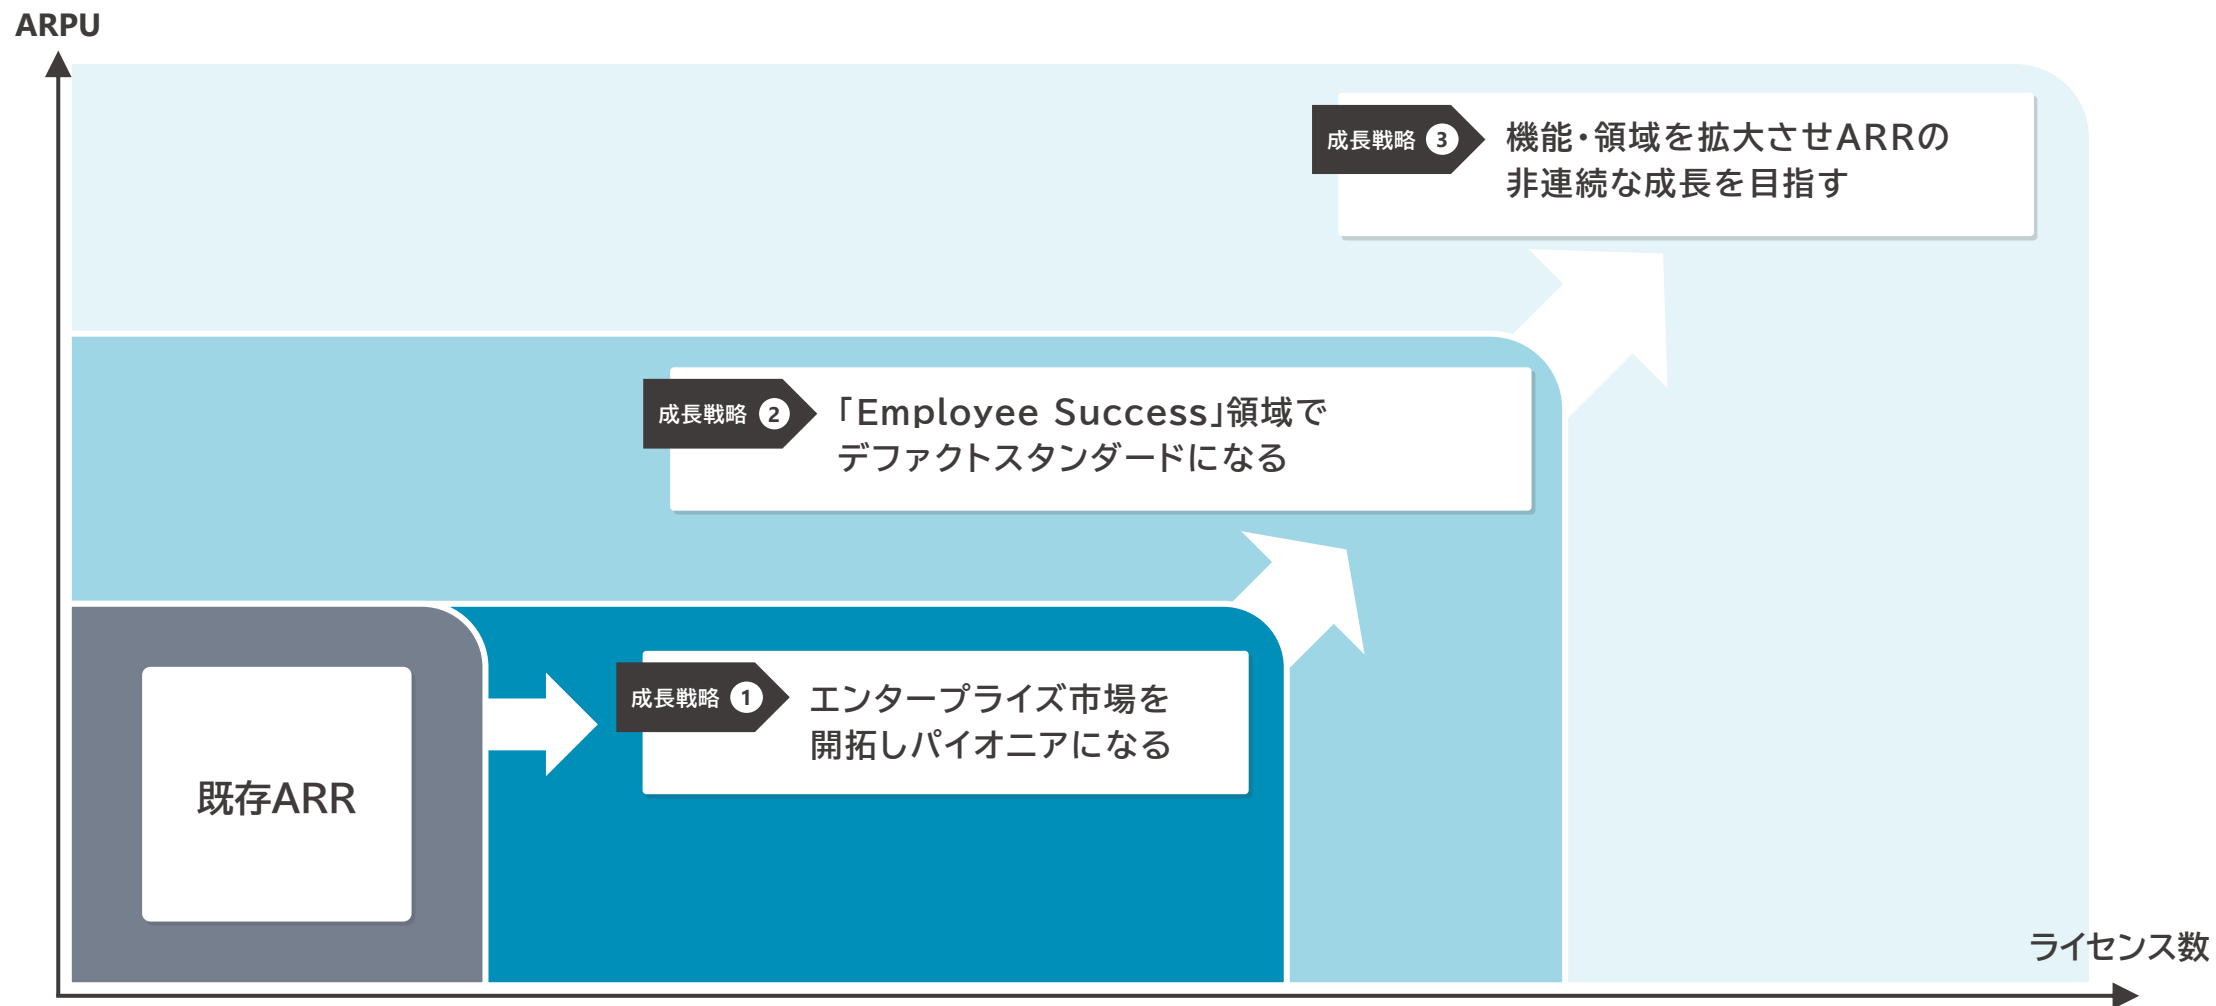 ARPU
成長戦略 3
機能・領域を拡大させARRの
非連続な成長を目指す
成長戦略 2
「Employee Success」領域で
デファクトスタンダードになる
成長戦略 1
エンタープライズ市場を
開拓しパイオニアになる
既存ARR
ライセンス数